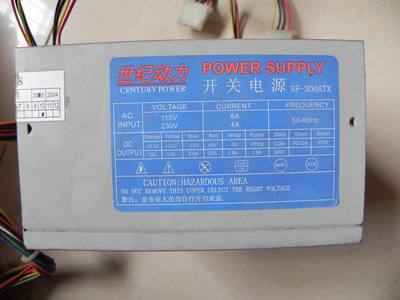 世纪动力 POWER SUPPLY
CENTURY POWER 开关电源 SF-300ATX
VOLTAGE CURRENT FREQUENCY
AC INPUT 115V 8A 50-60Hz
230V 4A
DC OUTPUT Orange Yellow Blue Red White Purple Black Green Grey
+3.3V +12V -12V +5V -5V +5Vsb COM PS-ON POK
12A 0.5A 25A 0.5A 1.5A GND
CAUTION:HAZARDOUS AREA
DO NOT REMOVE THIS COVER,SELECT THE REGIST VOLTAGE
警告:非专业人员勿自行开启此盖
2003 2004